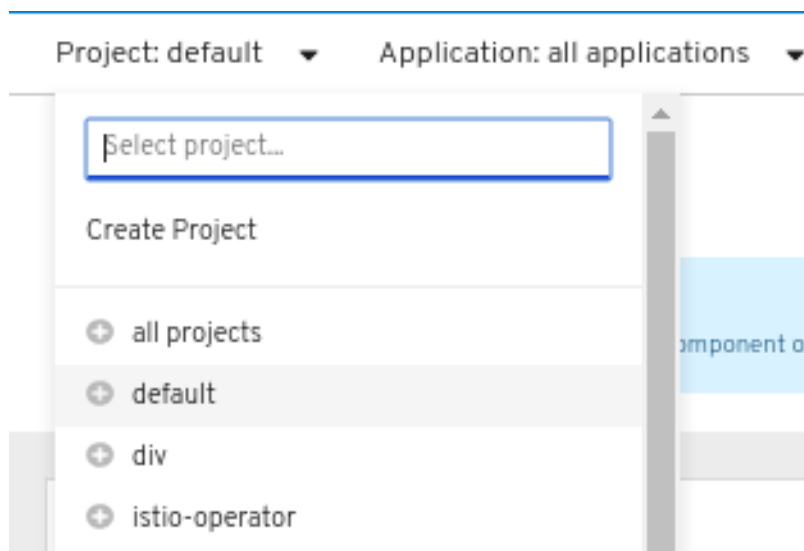 Project: default Application: all applications
Select project...
Create Project
all projects
omponent o
default
div
istio-operator